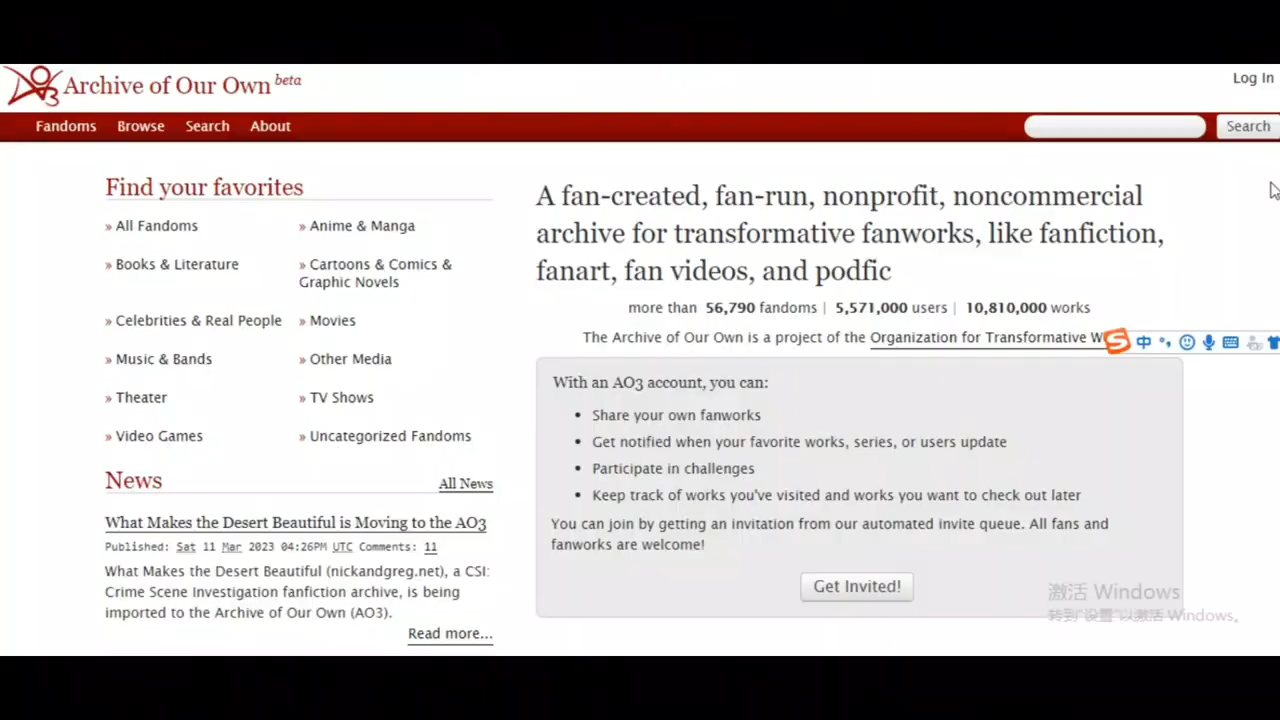 Archive of Our Own beta
Log In
Fandoms Browse Search About
Search
Find your favorites
» All Fandoms
» Anime & Manga
» Books & Literature
» Cartoons & Comics &
Graphic Novels
» Celebrities & Real People
» Movies
» Music & Bands
» Other Media
» Theater
» TV Shows
» Video Games
» Uncategorized Fandoms
News
All News
What Makes the Desert Beautiful is Moving to the AO3
Published: Sat 11 Mar 2023 04:26PM UTC Comments: 11
What Makes the Desert Beautiful (nickandgreg.net), a CSI:
Crime Scene Investigation fanfiction archive, is being
imported to the Archive of Our Own (AO3).
Read more...
A fan-created, fan-run, nonprofit, noncommercial
archive for transformative fanworks, like fanfiction,
fanart, fan videos, and podfic
more than 56,790 fandoms | 5,571,000 users | 10,810,000 works
The Archive of Our Own is a project of the Organization for Transformative
S 中
With an AO3 account, you can:
• Share your own fanworks
• Get notified when your favorite works, series, or users update
• Participate in challenges
• Keep track of works you've visited and works you want to check out later
You can join by getting an invitation from our automated invite queue. All fans and
fanworks are welcome!
Get Invited!
激活 Windows
转到"设置"以激活 Windows。